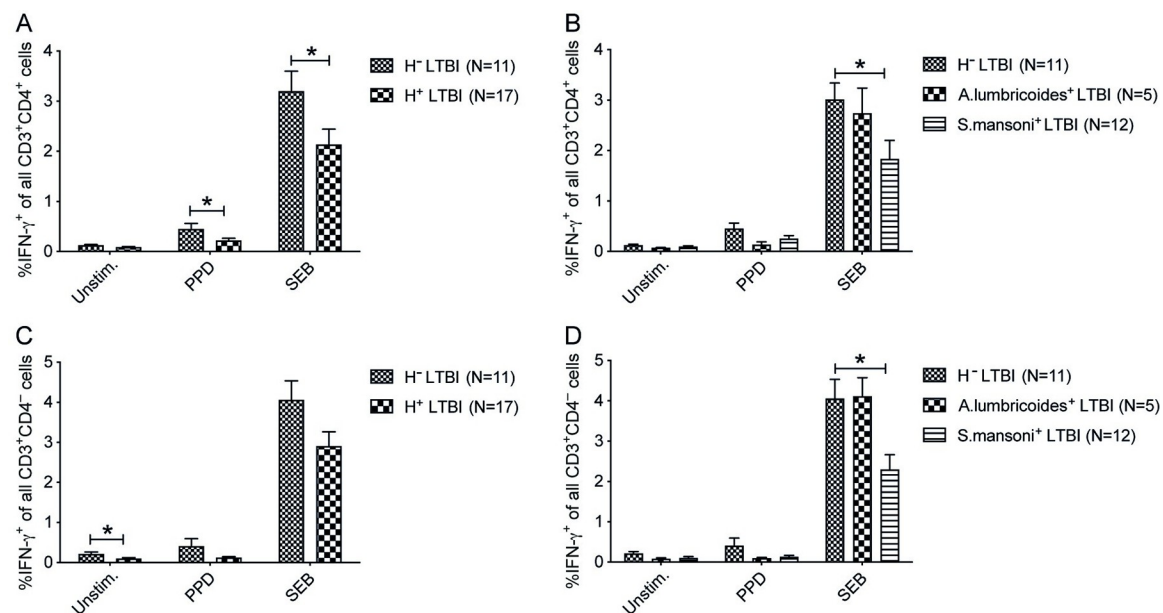 A
%IFN-γ⁺ of all CD3⁺CD4⁺ cells
4
3
2
1
0
Unstim.
PPD
SEB
*
*
H⁻ LTBI (N=11)
H⁺ LTBI (N=17)
B
%IFN-γ⁺ of all CD3⁺CD4⁺ cells
4
3
2
1
0
Unstim.
PPD
SEB
*
H⁻ LTBI (N=11)
A.lumbricoides⁺ LTBI (N=5)
S.mansoni⁺ LTBI (N=12)
C
%IFN-γ⁺ of all CD3⁺CD4⁻ cells
5
4
3
2
1
0
Unstim.
PPD
SEB
*
H⁻ LTBI (N=11)
H⁺ LTBI (N=17)
D
%IFN-γ⁺ of all CD3⁺CD4⁻ cells
5
4
3
2
1
0
Unstim.
PPD
SEB
*
H⁻ LTBI (N=11)
A.lumbricoides⁺ LTBI (N=5)
S.mansoni⁺ LTBI (N=12)